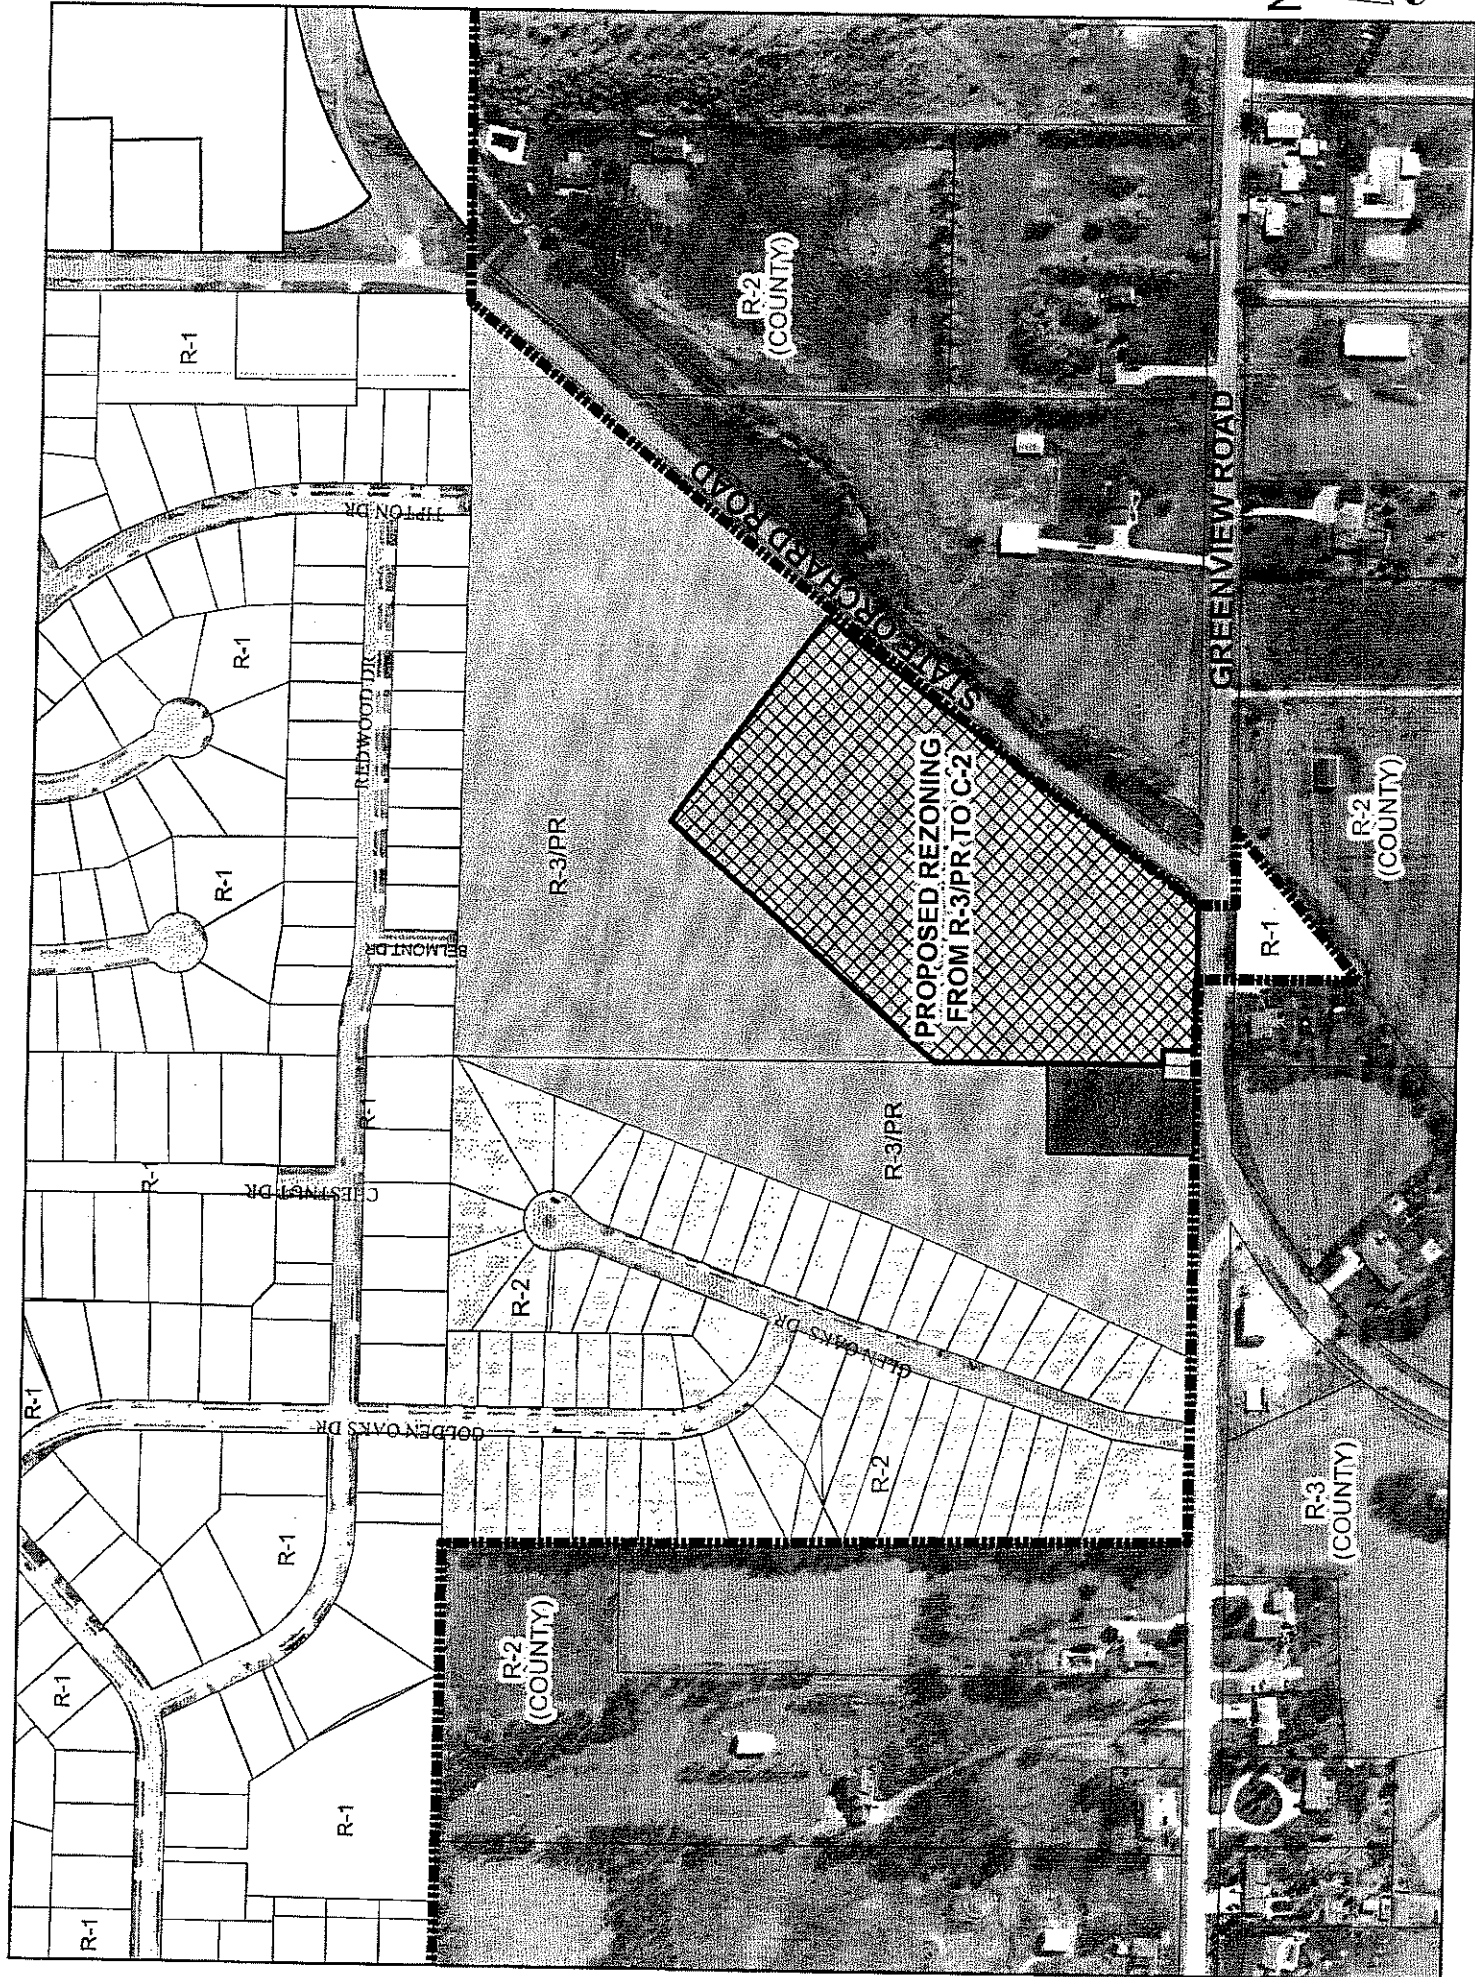 N
R-1
TIPTON DR
R-2
(COUNTY)
R-1
REDWOOD DR
STATE ORCHARD ROAD
GREENVIEW ROAD
R-1
R-3/PR
BELMONT DR
PROPOSED REZONING
FROM R-3/PR TO C-2
R-1
R-2
(COUNTY)
R-1
R-1
CHESTNUT DR
R-3/PR
R-2
GLEN OAKS DR
R-1
GOLDEN OAKS DR
R-2
R-1
R-3
(COUNTY)
R-1
R-2
(COUNTY)
R-1
R-1